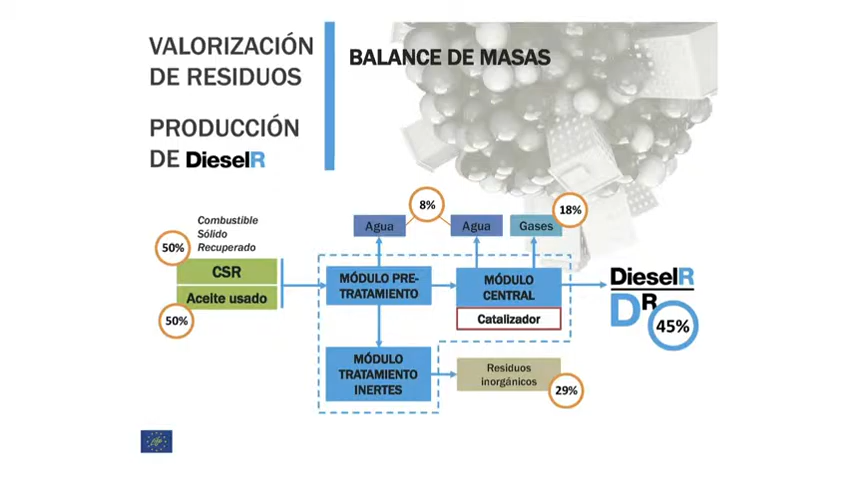 VALORIZACIÓN
DE RESIDUOS
BALANCE DE MASAS
PRODUCCIÓN
DE DieselR
Combustible
Sólido
Recuperado
50%
CSR
Aceite usado
50%
Agua
8%
Agua
18%
Gases
MÓDULO PRE-
TRATAMIENTO
MÓDULO
CENTRAL
Catalizador
DieselR
DR
45%
MÓDULO
TRATAMIENTO
INERTES
Residuos
inorgánicos
29%